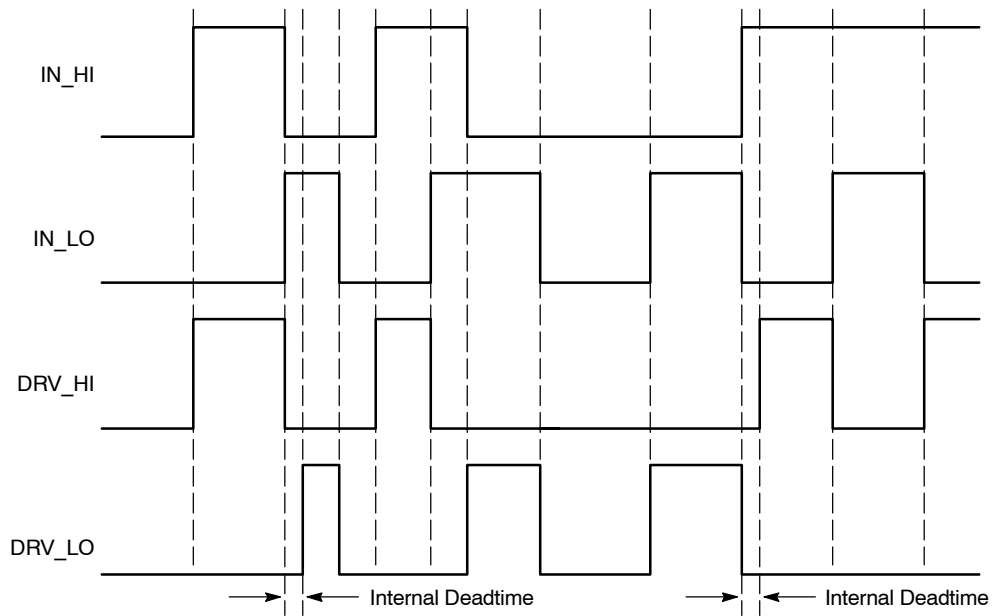 IN_HI
IN_LO
DRV_HI
DRV_LO
Internal Deadtime
Internal Deadtime